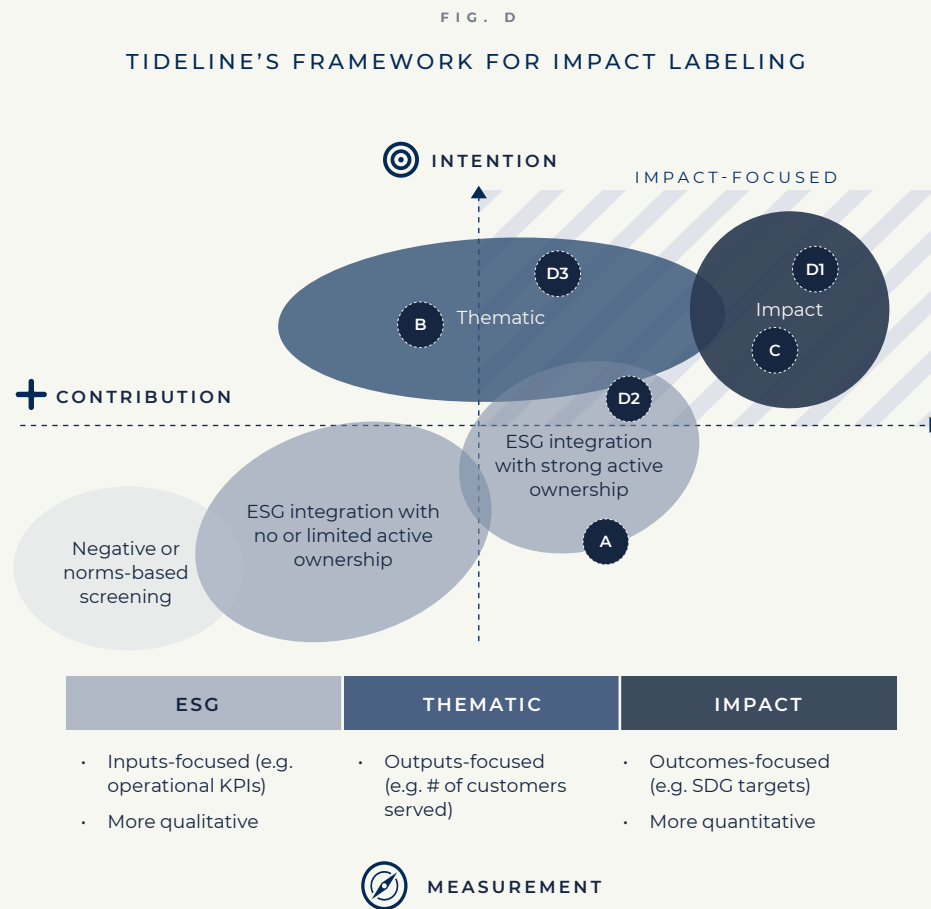 FIG. D
TIDELINE’S FRAMEWORK FOR IMPACT LABELING
INTENTION
IMPACT-FOCUSED
D3
D1
B
Thematic
Impact
C
CONTRIBUTION
D2
ESG integration
with strong active
ownership
ESG integration with
no or limited active
ownership
A
Negative or
norms-based
screening
ESG
THEMATIC
IMPACT
• Inputs-focused (e.g.
operational KPIs)
• More qualitative
• Outputs-focused
(e.g. # of customers
served)
• Outcomes-focused
(e.g. SDG targets)
• More quantitative
MEASUREMENT